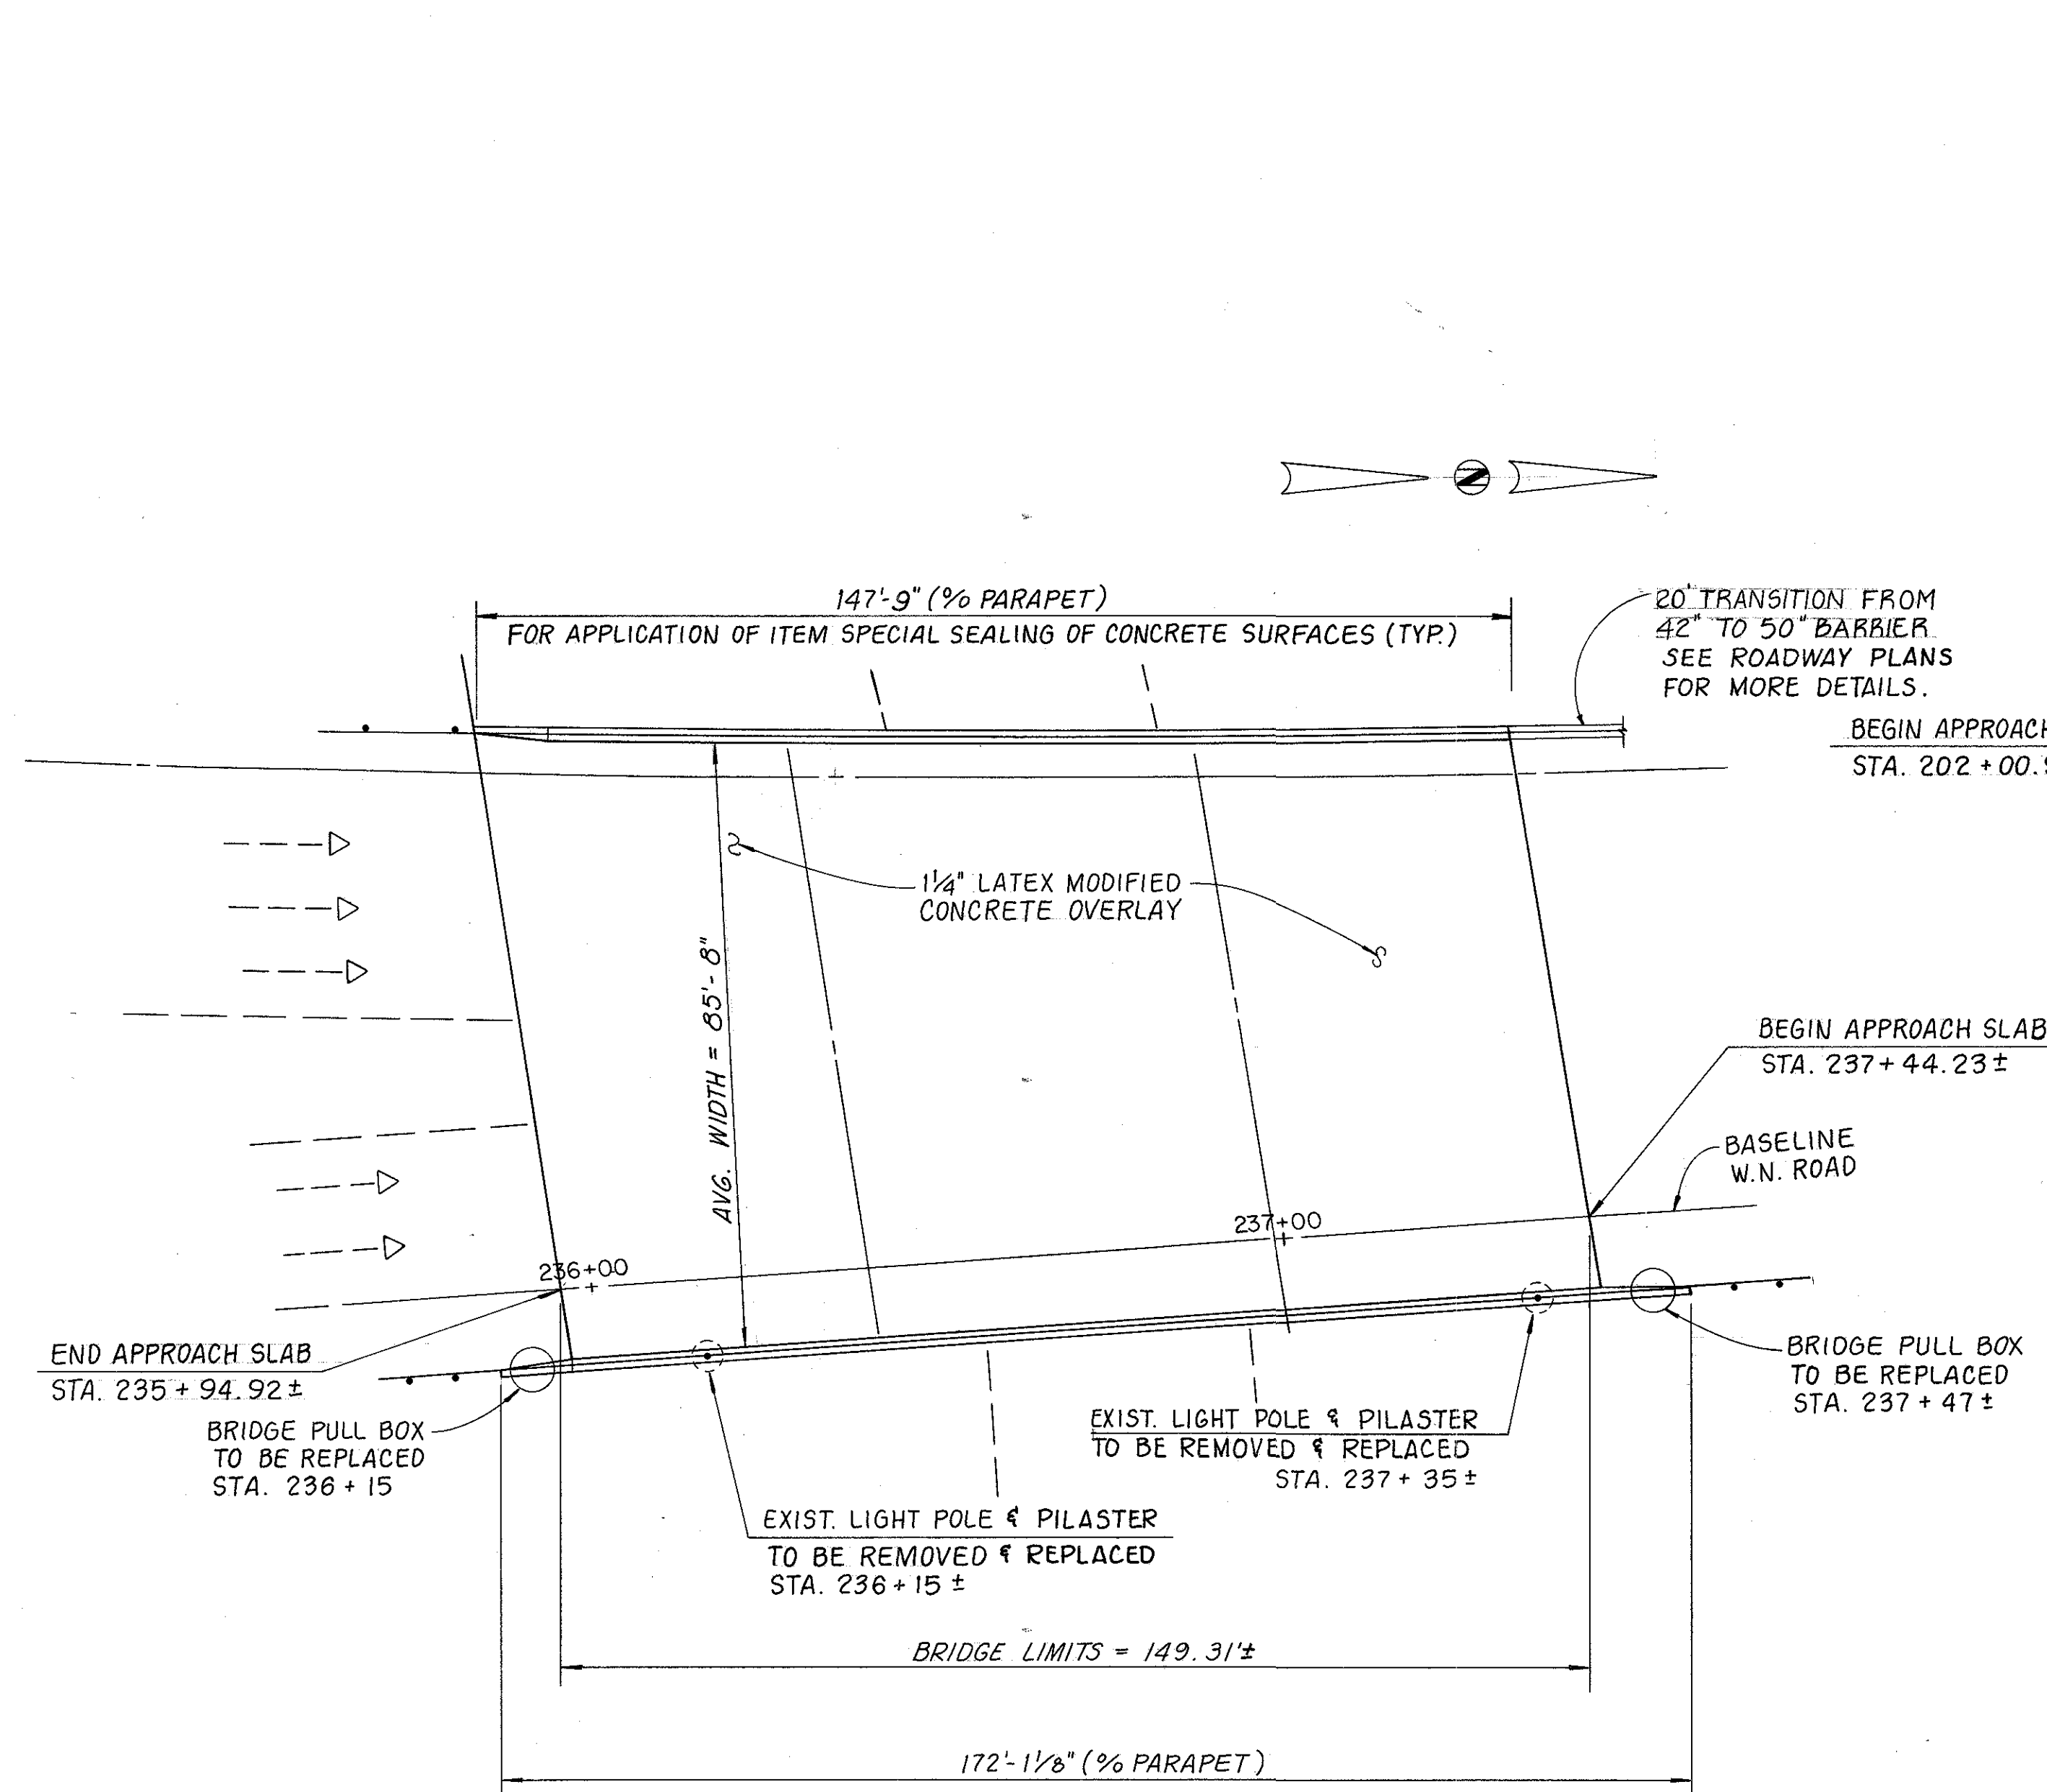 N
147'-9" (% PARAPET)
FOR APPLICATION OF ITEM SPECIAL SEALING OF CONCRETE SURFACES (TYP.)
20' TRANSITION FROM
42" TO 50" BARRIER
SEE ROADWAY PLANS
FOR MORE DETAILS.
BEGIN APPROACH
STA. 202 + 00.9
1 1/4" LATEX MODIFIED
CONCRETE OVERLAY
AVG. WIDTH = 85'- 8"
BEGIN APPROACH SLAB
STA. 237 + 44.23 ±
BASELINE
W.N. ROAD
237+00
236+00
END APPROACH SLAB
STA. 235 + 94.92 ±
BRIDGE PULL BOX
TO BE REPLACED
STA. 236 + 15
BRIDGE PULL BOX
TO BE REPLACED
STA. 237 + 47 ±
EXIST. LIGHT POLE & PILASTER
TO BE REMOVED & REPLACED
STA. 237 + 35 ±
EXIST. LIGHT POLE & PILASTER
TO BE REMOVED & REPLACED
STA. 236 + 15 ±
BRIDGE LIMITS = 149.31'±
172'- 1 1/8" (% PARAPET)